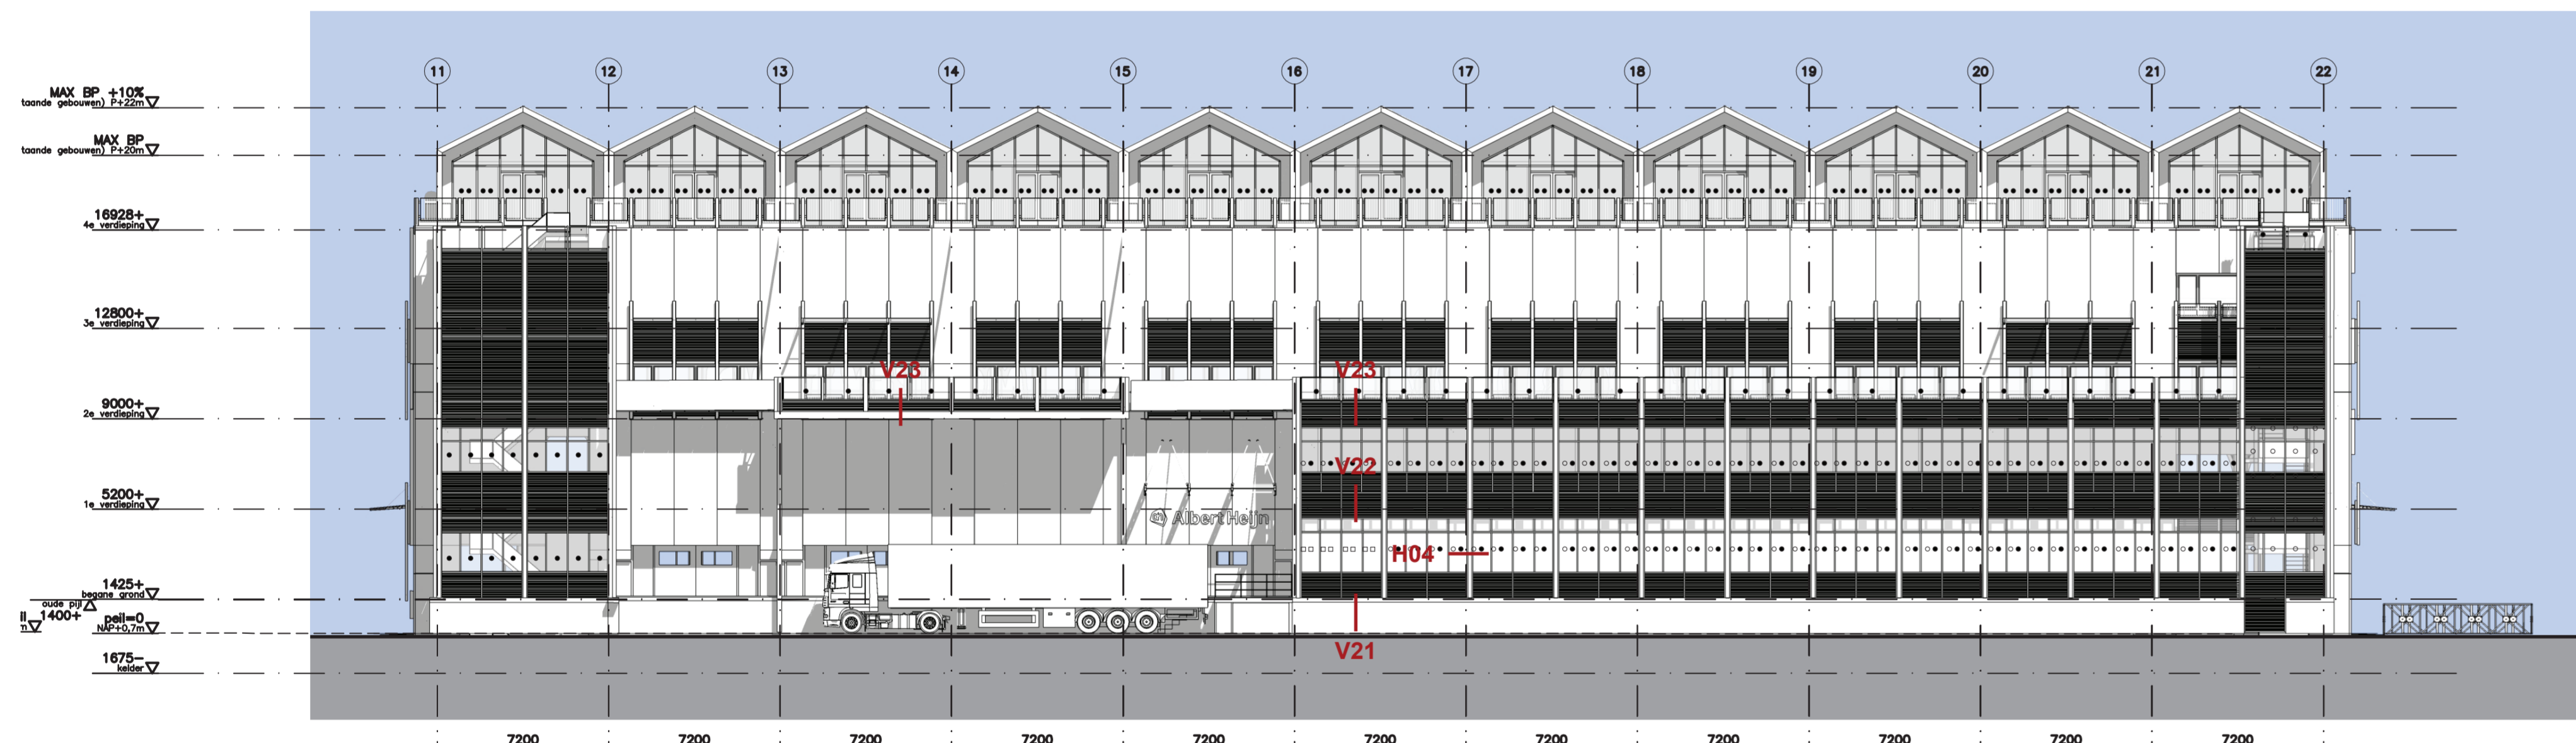 11 12 13 14 15 16 17 18 19 20 21 22
MAX BP +10%
taande gebouwen) P+22m
MAX BP
taande gebouwen) P+20m
16928+
4e verdieping
12800+
3e verdieping
V23 V23
9000+
2e verdieping
V22
5200+
1e verdieping
ah Albert Heijn
H04
1425+
begane grond
oude pijl
1400+
peil=0
NAP+0,7m
V21
1675-
kelder
7200 7200 7200 7200 7200 7200 7200 7200 7200 7200 7200